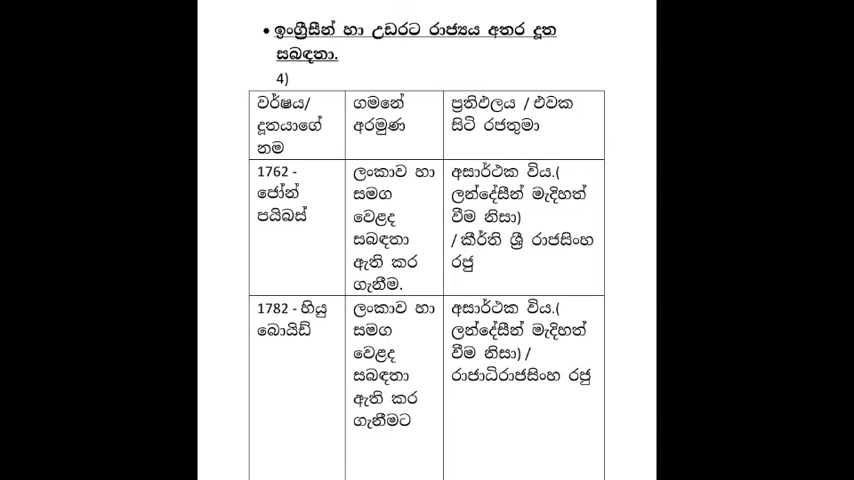 • ඉංග්‍රීසීන් හා උඩරට රාජ්‍යය අතර දූත
සබඳතා.
4)
වර්ෂය/
දූතයාගේ
නම
ගමනේ
අරමුණ
ප්‍රතිඵලය / එවක
සිටි රජතුමා
1762 -
ජෝන්
පයිබස්
ලංකාව හා
සමග
වෙළද
සබඳතා
ඇති කර
ගැනීම.
අසාර්ථක විය.(
ලන්දේසීන් මැදිහත්
වීම නිසා)
/ කීර්ති ශ්‍රී රාජසිංහ
රජු
1782 - හියු
බොයිඩ්
ලංකාව හා
සමග
වෙළද
සබඳතා
ඇති කර
ගැනීමට
අසාර්ථක විය.(
ලන්දේසීන් මැදිහත්
වීම නිසා) /
රාජාධිරාජසිංහ රජු